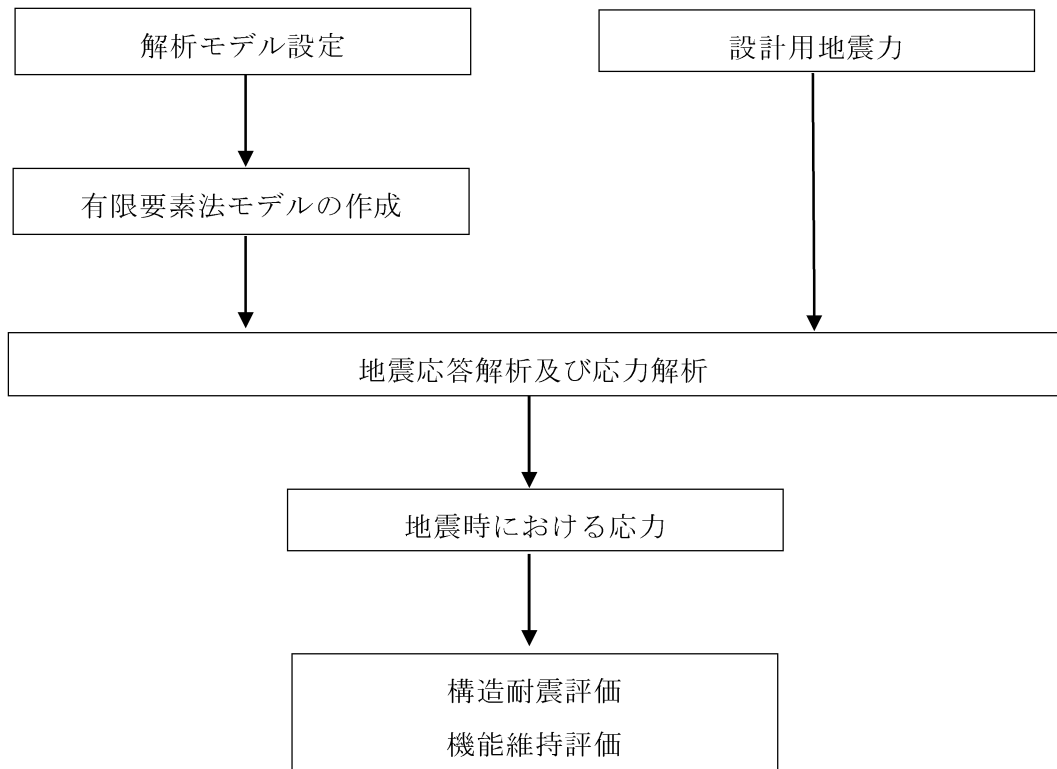 解析モデル設定
設計用地震力
有限要素法モデルの作成
地震応答解析及び応力解析
地震時における応力
構造耐震評価
機能維持評価